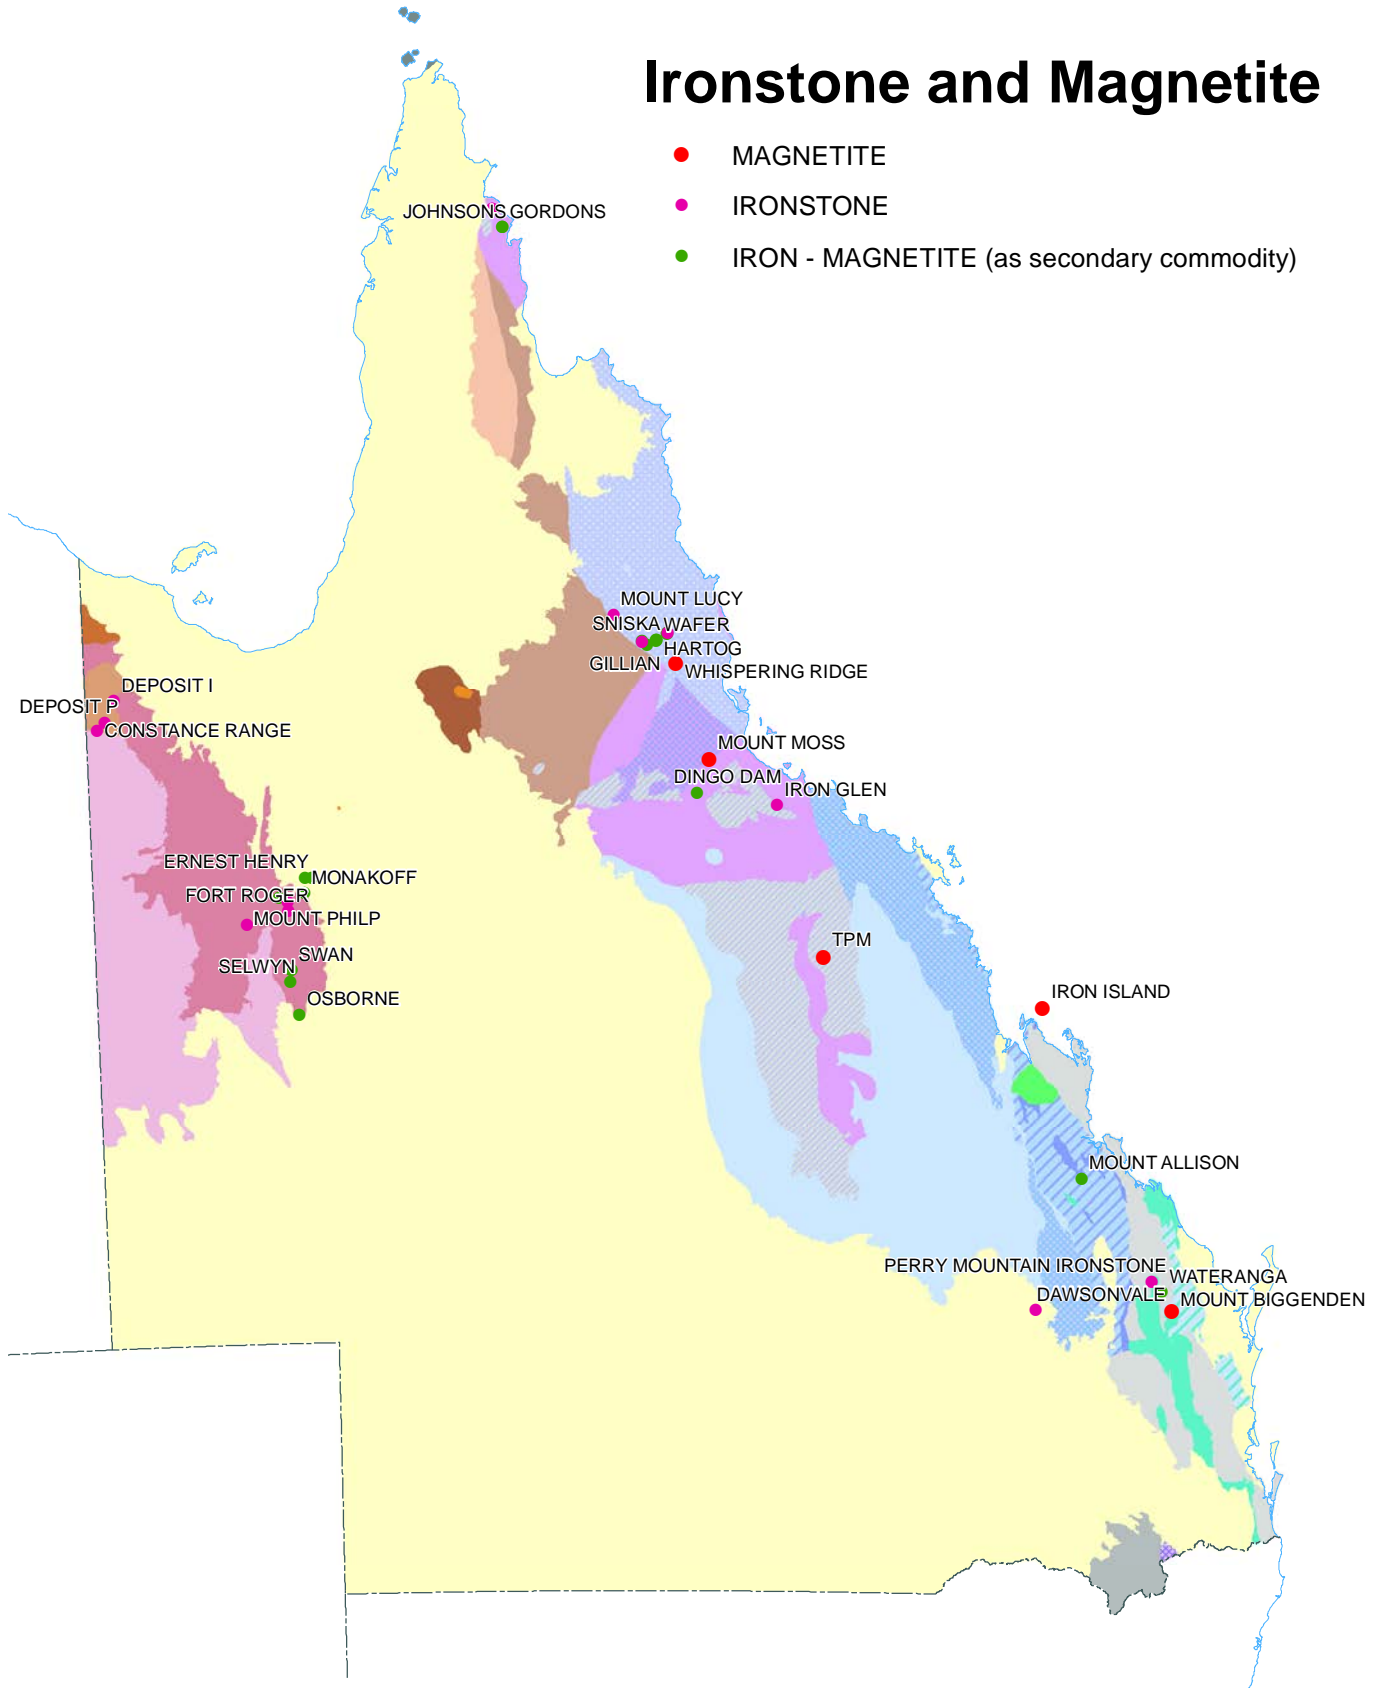 Ironstone and Magnetite
MAGNETITE
IRONSTONE
IRON - MAGNETITE (as secondary commodity)
JOHNSONS GORDONS
MOUNT LUCY
SNISKA WAFER
HARTOG
GILLIAN
WHISPERING RIDGE
DEPOSIT I
DEPOSIT P
CONSTANCE RANGE
MOUNT MOSS
DINGO DAM
IRON GLEN
ERNEST HENRY
MONAKOFF
FORT ROGER
MOUNT PHILP
TPM
SWAN
SELWYN
OSBORNE
IRON ISLAND
MOUNT ALLISON
PERRY MOUNTAIN IRONSTONE
WATERANGA
DAWSONVALE
MOUNT BIGGENDEN